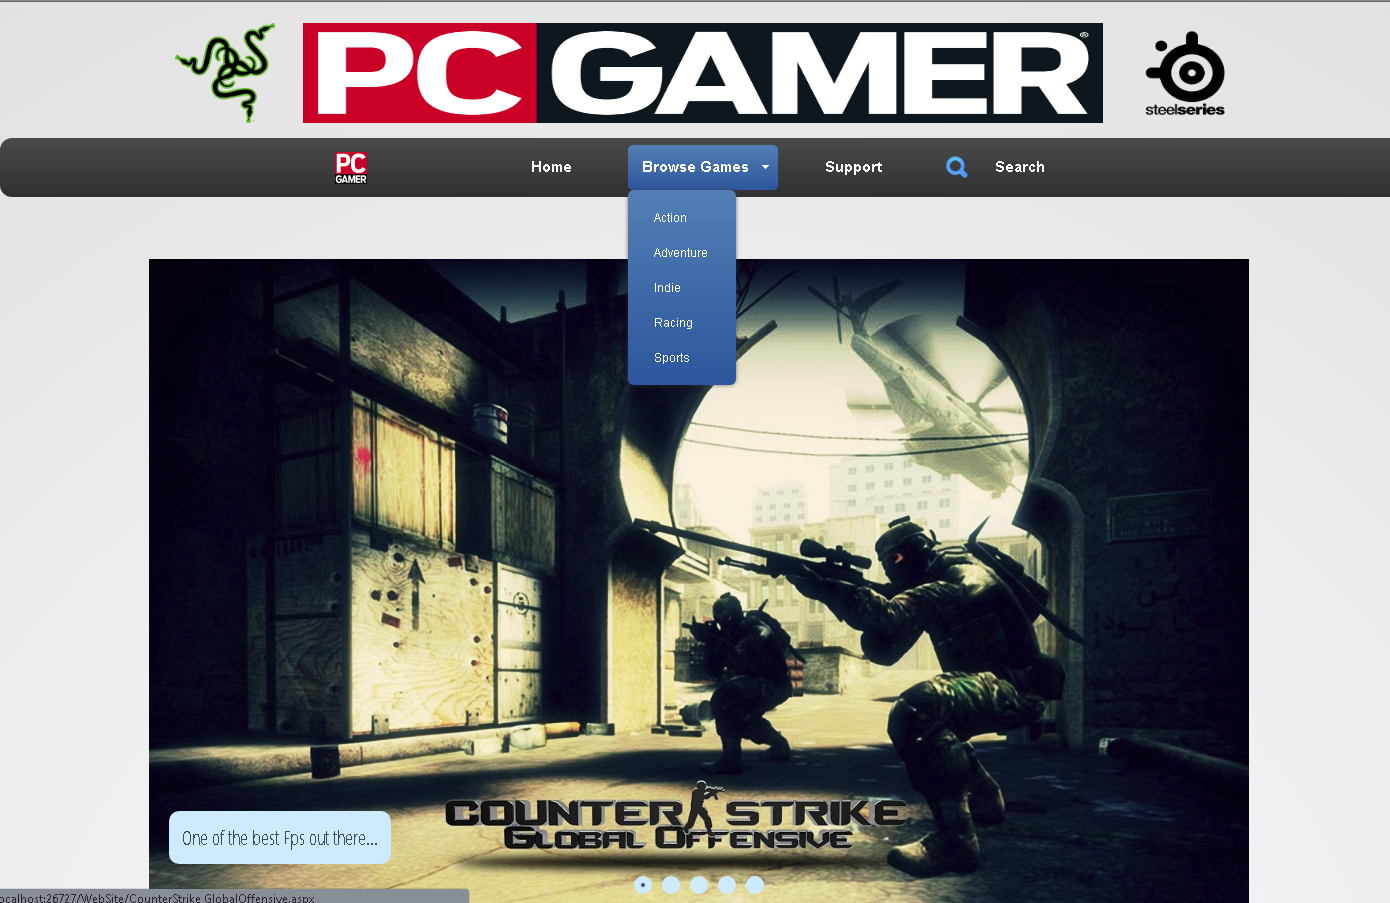 PC GAMER®
steelseries
PC
GAMER
Home
Browse Games
Support
Search
Action
Adventure
Indie
Racing
Sports
COUNTER STRIKE
GLOBAL OFFENSIVE
One of the best Fps out there...
ocalhost:26727/WebSite/CounterStrike GlobalOffensive.aspx